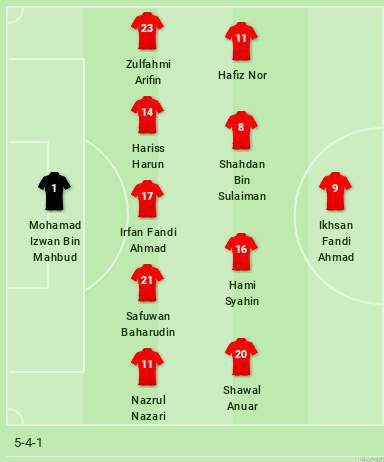 23
Zulfahmi
Arifin
11
Hafiz Nor
14
Hariss
Harun
8
Shahdan
Bin
Sulaiman
1
Mohamad
Izwan Bin
Mahbud
17
Irfan Fandi
Ahmad
9
Ikhsan
Fandi
Ahmad
16
Hami
Syahin
21
Safuwan
Baharudin
20
Shawal
Anuar
11
Nazrul
Nazari
5-4-1